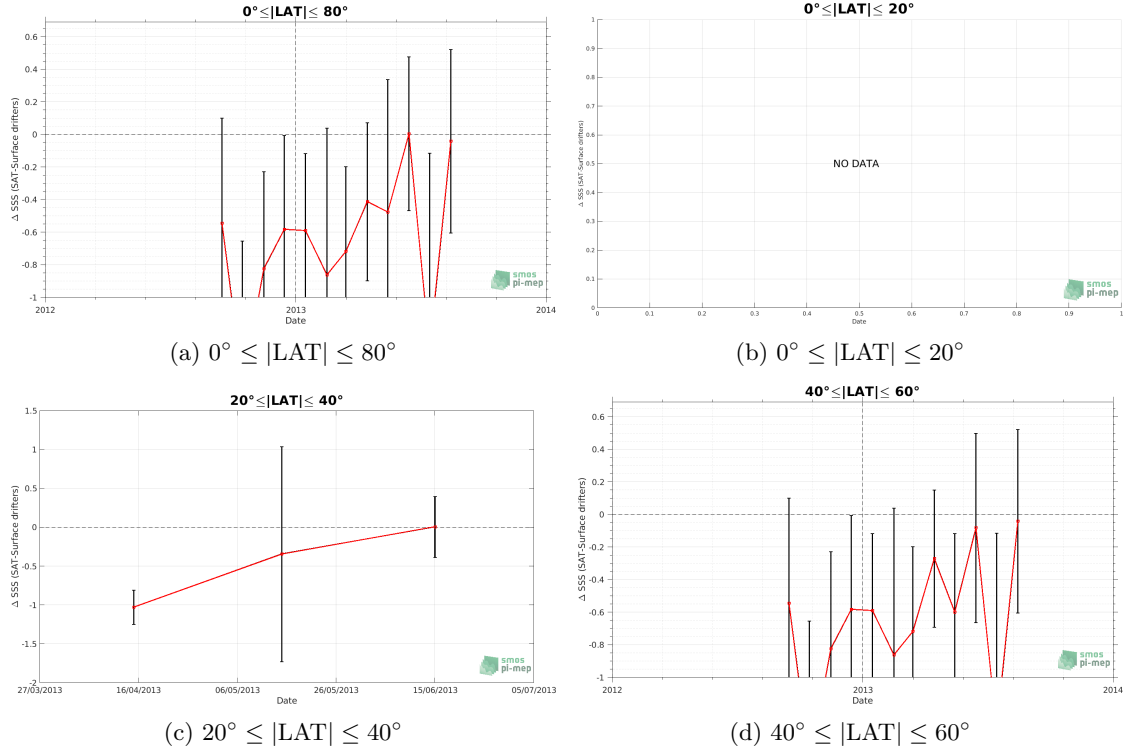 0°≤|LAT|≤ 80°
Δ SSS (SAT-Surface drifters)
0.6
0.4
0.2
0
-0.2
-0.4
-0.6
-0.8
-1
2012
2013
2014
Date
smos
pi-mep
(a) 0° ≤ |LAT| ≤ 80°
0°≤|LAT|≤ 20°
Δ SSS (SAT-Surface drifters)
1
0.9
0.8
0.7
0.6
0.5
0.4
0.3
0.2
0.1
0
NO DATA
0
0.1
0.2
0.3
0.4
0.5
0.6
0.7
0.8
0.9
1
Date
smos
pi-mep
(b) 0° ≤ |LAT| ≤ 20°
20°≤|LAT|≤ 40°
Δ SSS (SAT-Surface drifters)
1.5
1
0.5
0
-0.5
-1
-1.5
-2
27/03/2013
16/04/2013
06/05/2013
26/05/2013
15/06/2013
05/07/2013
Date
smos
pi-mep
(c) 20° ≤ |LAT| ≤ 40°
40°≤|LAT|≤ 60°
Δ SSS (SAT-Surface drifters)
0.6
0.4
0.2
0
-0.2
-0.4
-0.6
-0.8
-1
2012
2013
2014
Date
smos
pi-mep
(d) 40° ≤ |LAT| ≤ 60°